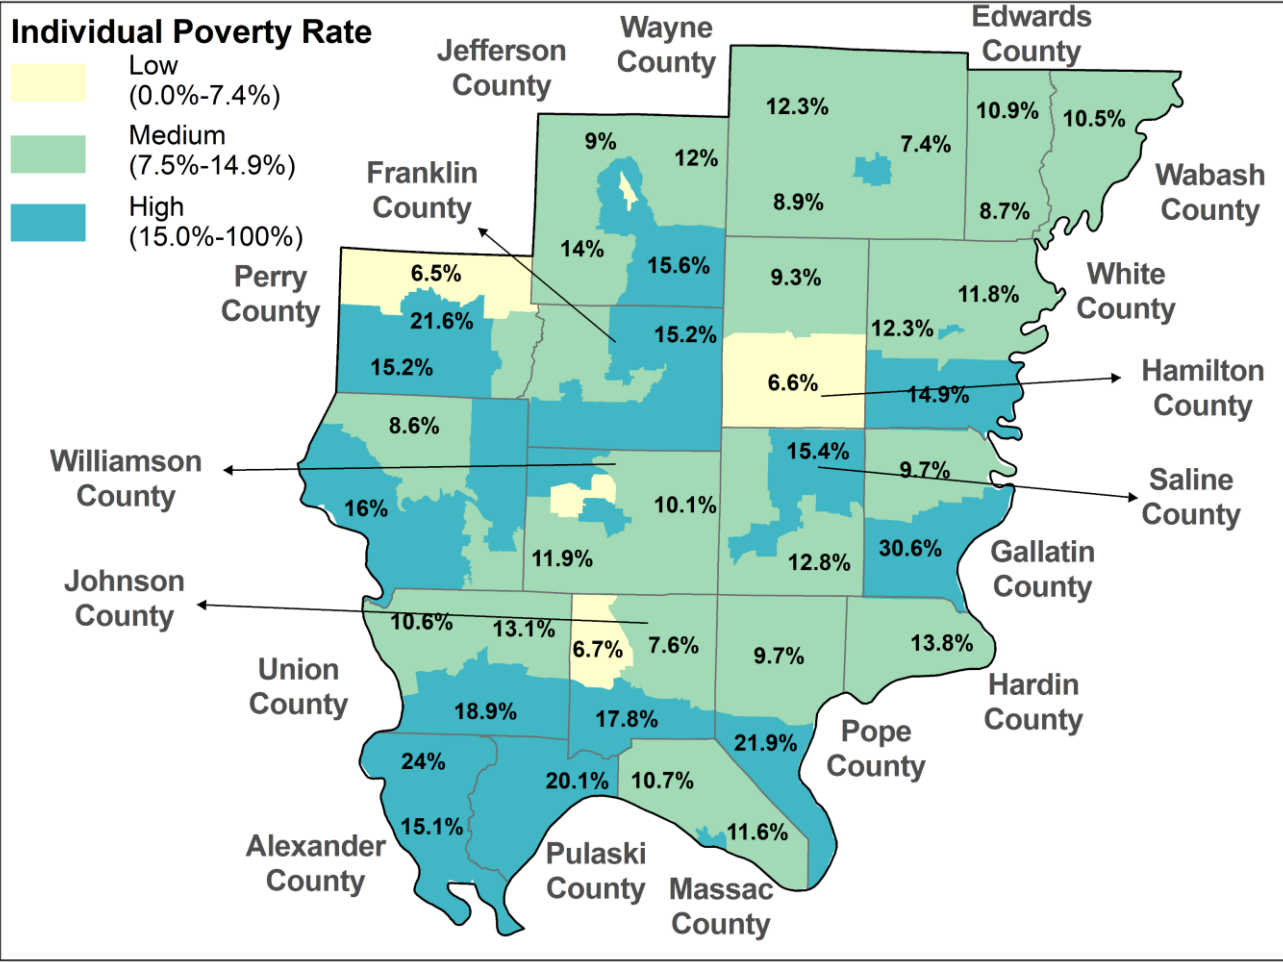 Individual Poverty Rate
Low
(0.0%-7.4%)
Medium
(7.5%-14.9%)
High
(15.0%-100%)
Jefferson
County
Wayne
County
Edwards
County
Franklin
County
Wabash
County
Perry
County
White
County
Hamilton
County
Williamson
County
Saline
County
Johnson
County
Gallatin
County
Union
County
Hardin
County
Pope
County
Alexander
County
Pulaski
County
Massac
County
12.3%
7.4%
8.9%
10.9%
8.7%
10.5%
9%
12%
14%
15.6%
6.5%
21.6%
15.2%
15.2%
9.3%
6.6%
11.8%
12.3%
14.9%
8.6%
16%
10.1%
11.9%
15.4%
12.8%
9.7%
30.6%
10.6%
13.1%
18.9%
6.7%
7.6%
17.8%
9.7%
21.9%
13.8%
24%
15.1%
20.1%
10.7%
11.6%